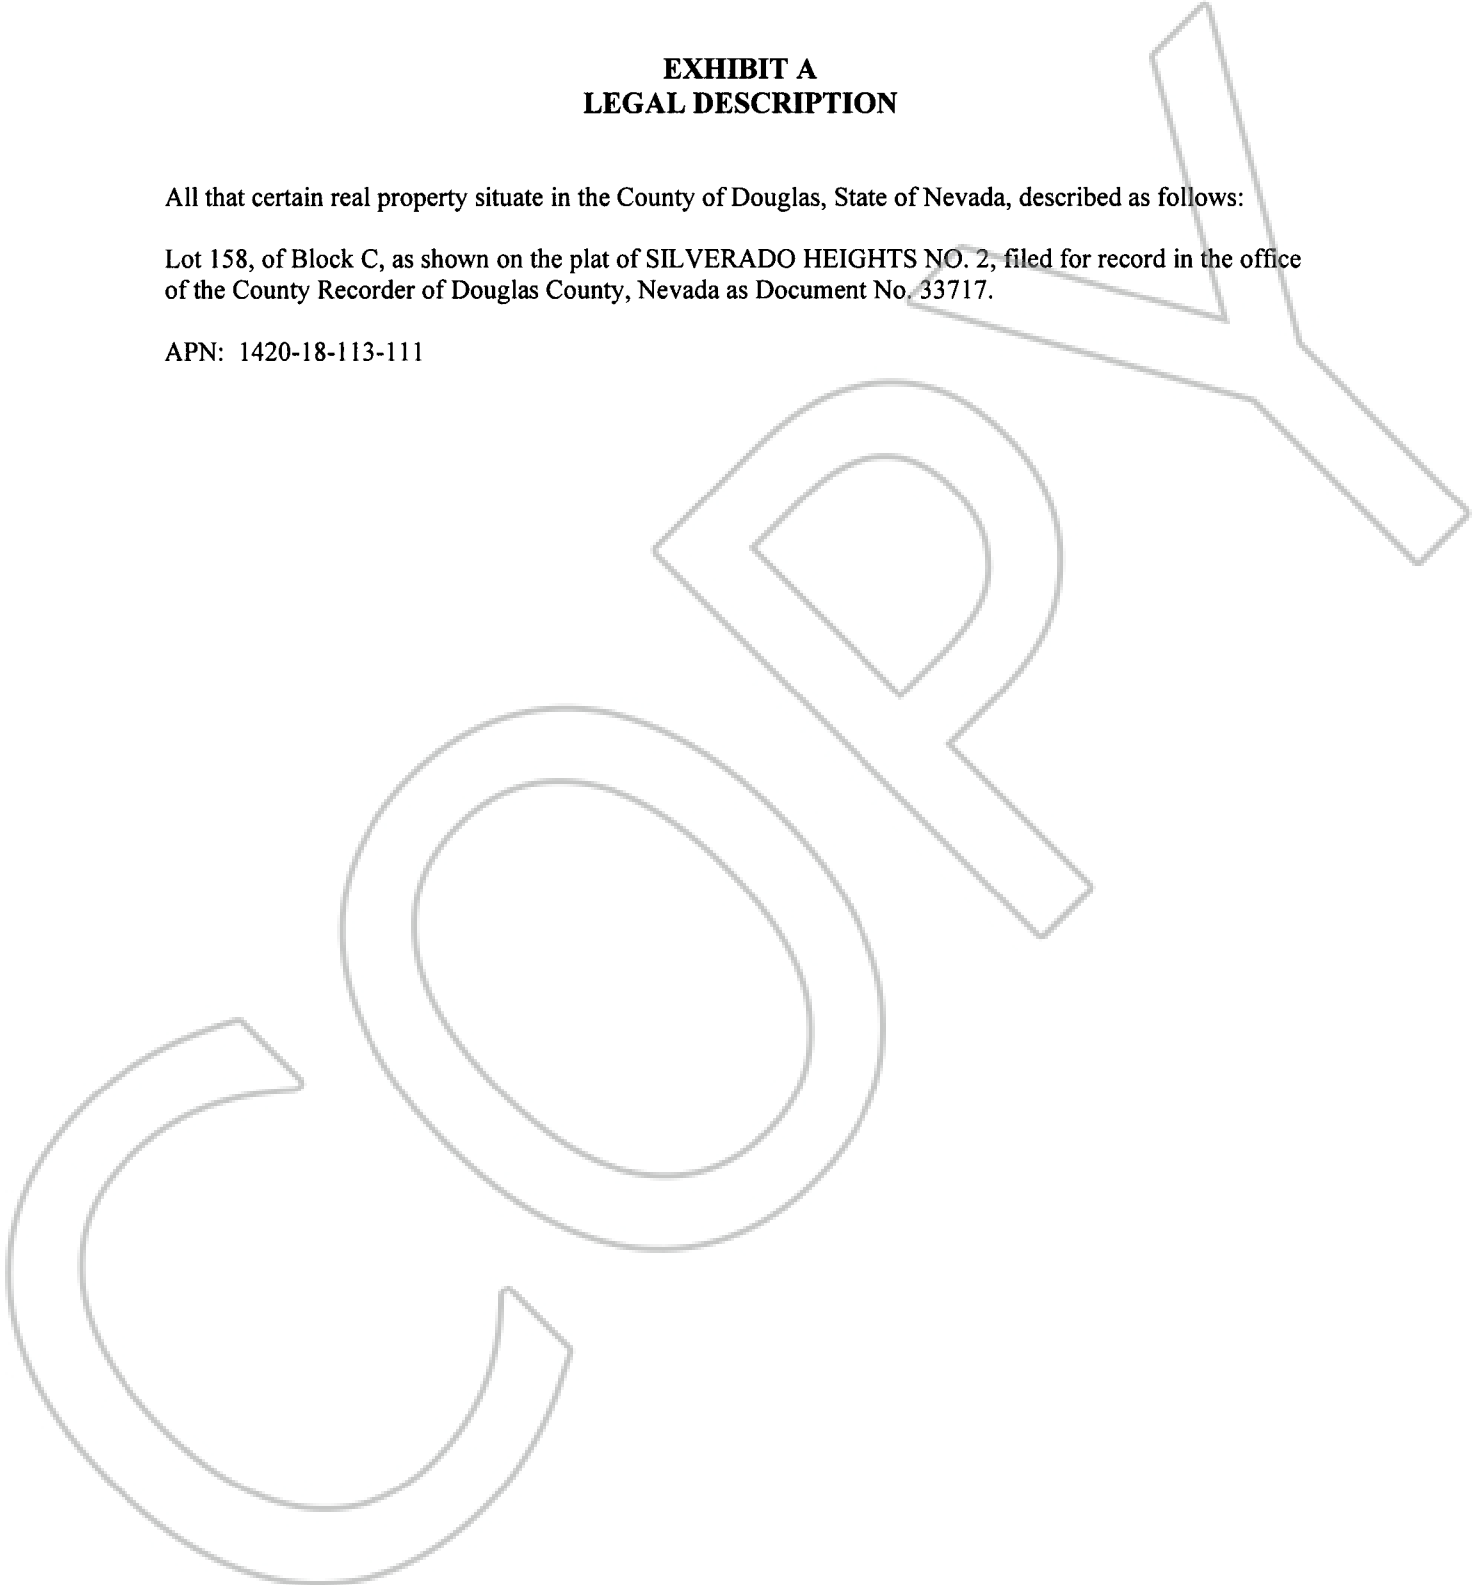 EXHIBIT A
LEGAL DESCRIPTION
All that certain real property situate in the County of Douglas, State of Nevada, described as follows:
Lot 158, of Block C, as shown on the plat of SILVERADO HEIGHTS NO. 2, filed for record in the office
of the County Recorder of Douglas County, Nevada as Document No. 33717.
APN: 1420-18-113-111
COPY